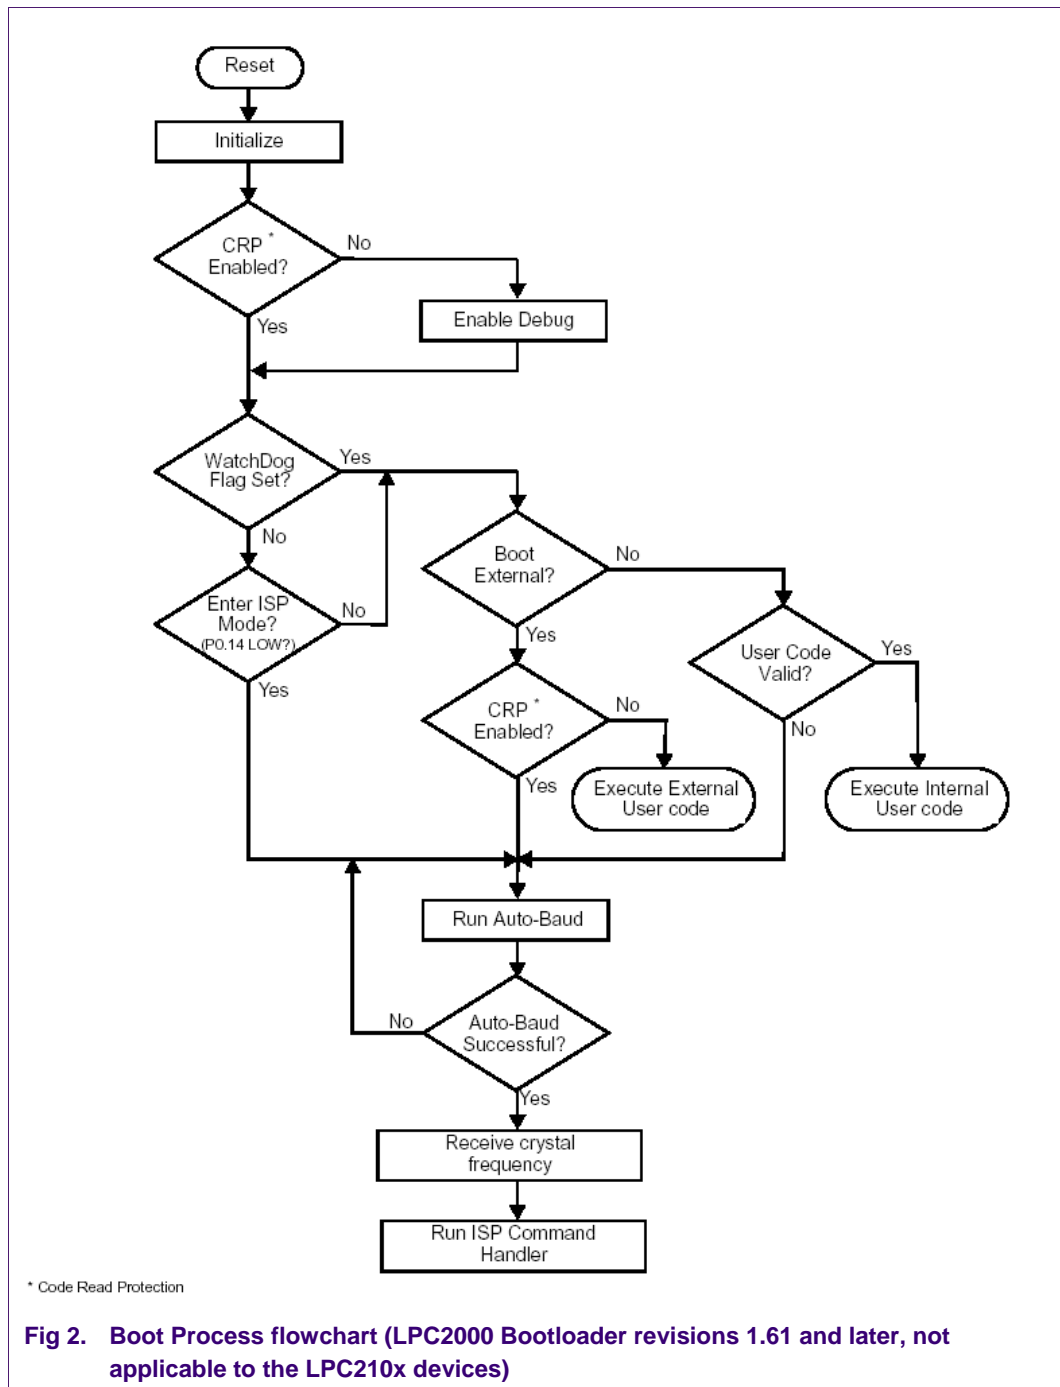 Reset
Initialize
CRP *
Enabled?
No
Enable Debug
Yes
WatchDog
Flag Set?
Yes
No
Boot
External?
No
Enter ISP
Mode?
(P0.14 LOW?)
No
Yes
User Code
Valid?
Yes
Yes
CRP *
Enabled?
No
No
Yes
Execute External
User code
Execute Internal
User code
Run Auto-Baud
Auto-Baud
Successful?
No
Yes
Receive crystal
frequency
Run ISP Command
Handler
* Code Read Protection
Fig 2. Boot Process flowchart (LPC2000 Bootloader revisions 1.61 and later, not
applicable to the LPC210x devices)